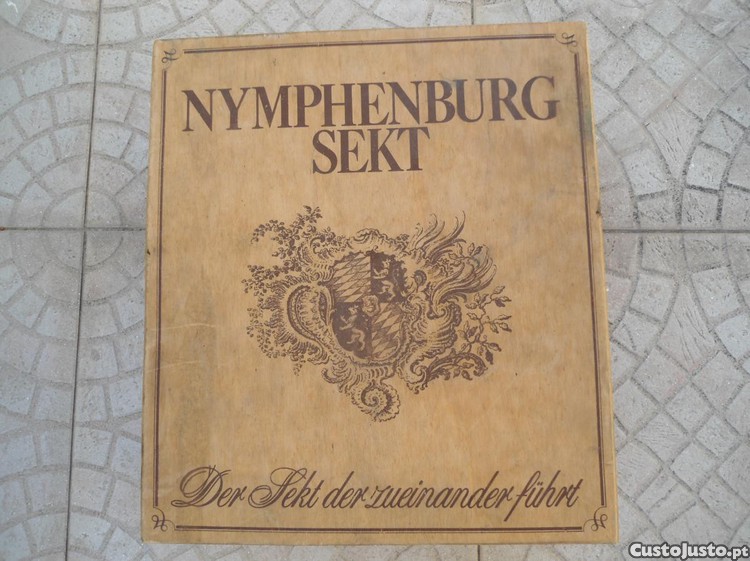 NYMPHENBURG
SEKT
Der Sekt der zueinander führt
CustoJusto.pt